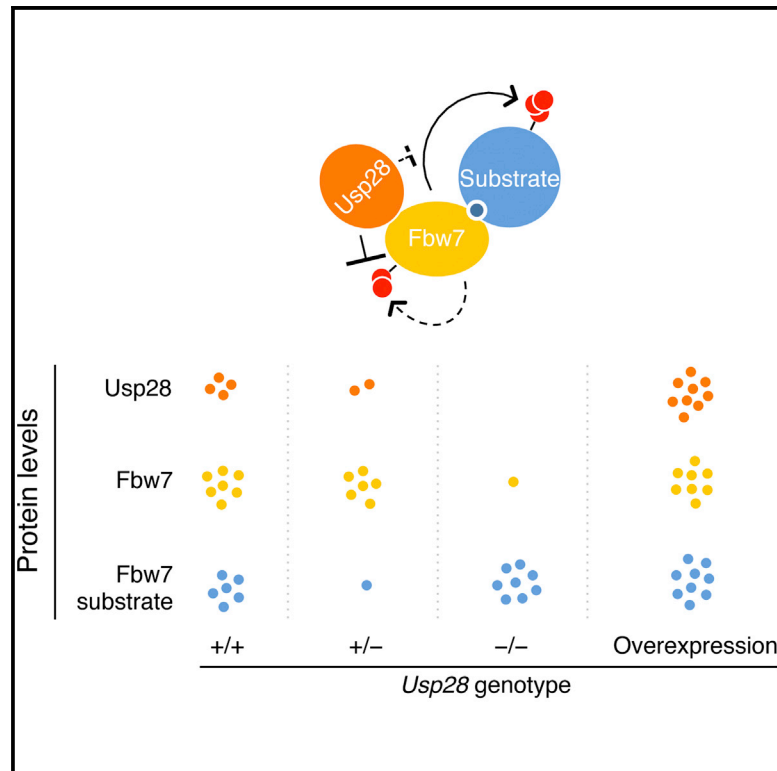 Usp28
Substrate
Fbw7
Protein levels
Usp28
Fbw7
Fbw7
substrate
+/+ +/− −/− Overexpression
Usp28 genotype